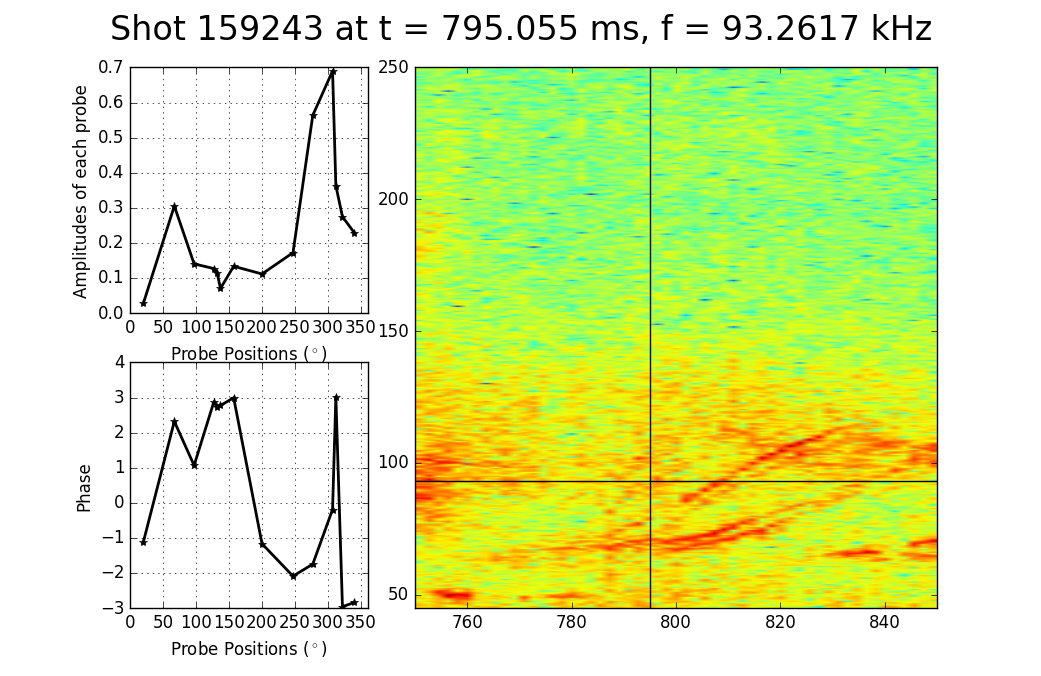 Shot 159243 at t = 795.055 ms, f = 93.2617 kHz
0.7
0.6
0.5
0.4
0.3
0.2
0.1
0.0
Amplitudes of each probe
0 50 100 150 200 250 300 350
Probe Positions (°)
4
3
2
1
0
−1
−2
−3
Phase
0 50 100 150 200 250 300 350
Probe Positions (°)
250
200
150
100
50
760 780 800 820 840